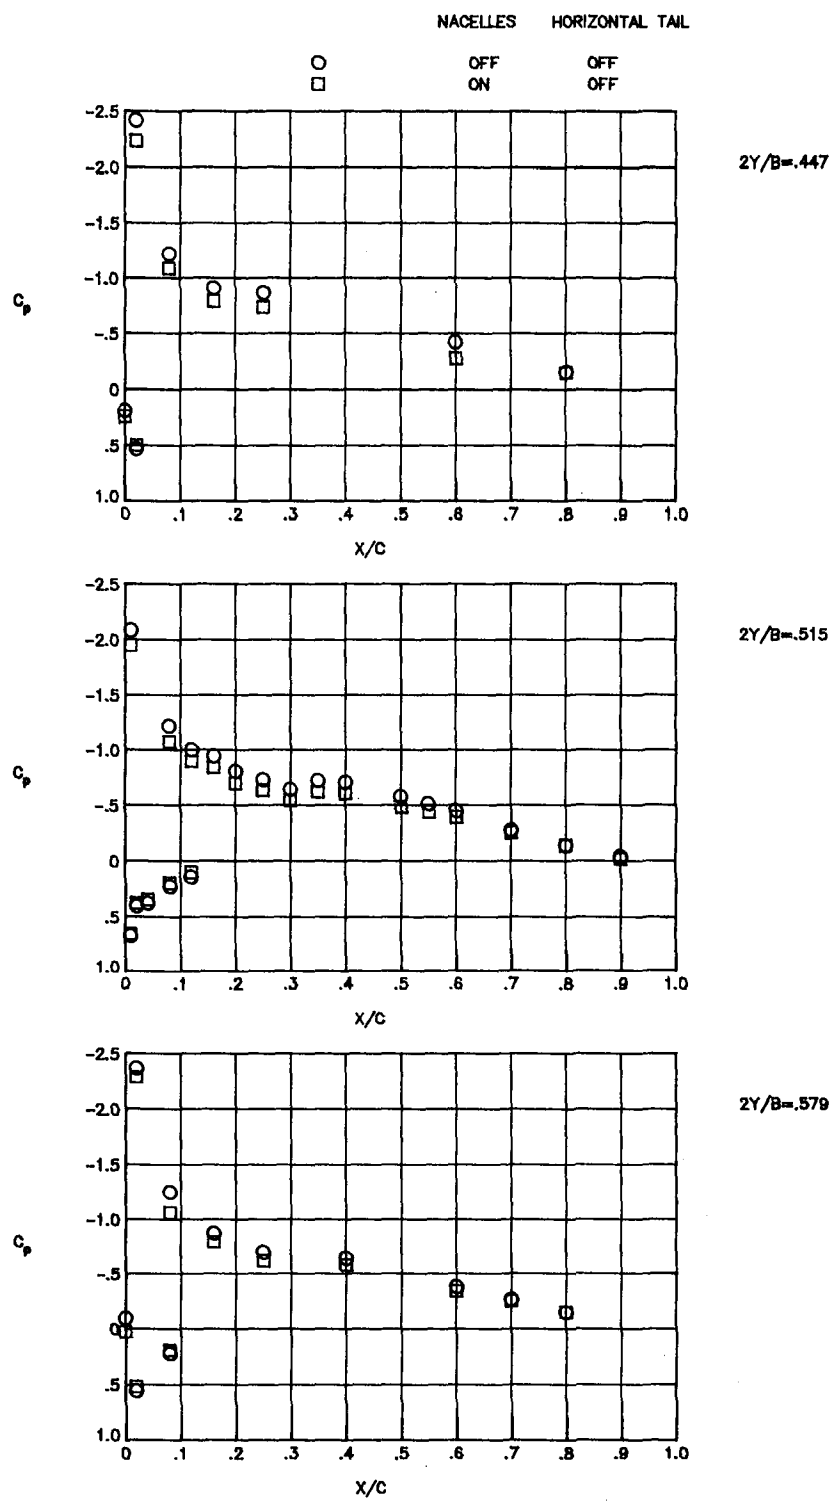 NACELLES HORIZONTAL TAIL
OFF OFF
ON OFF
-2.5
-2.0
-1.5
-1.0
-.5
0
.5
1.0
Cp
0 .1 .2 .3 .4 .5 .6 .7 .8 .9 1.0
X/C
2Y/B=.447
-2.5
-2.0
-1.5
-1.0
-.5
0
.5
1.0
Cp
0 .1 .2 .3 .4 .5 .6 .7 .8 .9 1.0
X/C
2Y/B=.515
-2.5
-2.0
-1.5
-1.0
-.5
0
.5
1.0
Cp
0 .1 .2 .3 .4 .5 .6 .7 .8 .9 1.0
X/C
2Y/B=.579